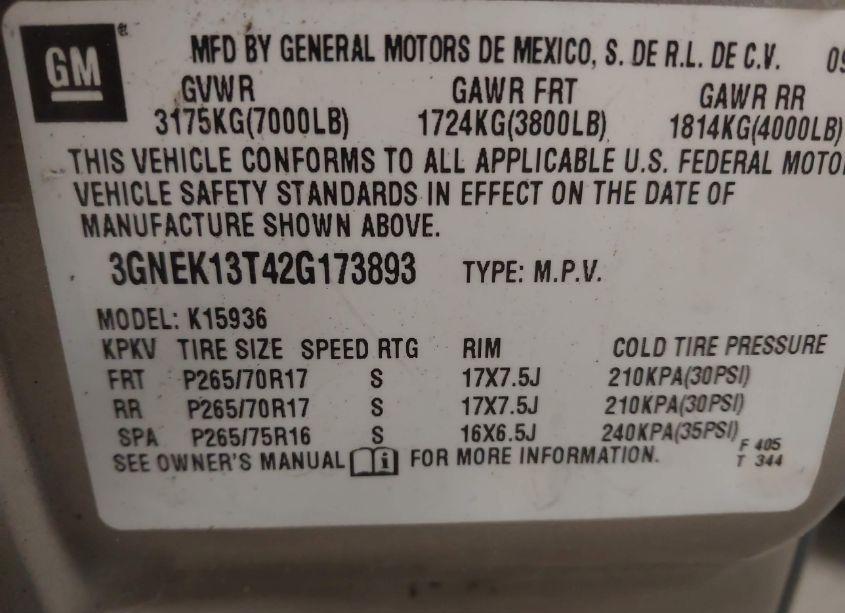 GM
MFD BY GENERAL MOTORS DE MEXICO, S. DE R.L. DE C.V.
GVWR GAWR FRT GAWR RR
3175KG(7000LB) 1724KG(3800LB) 1814KG(4000LB)
THIS VEHICLE CONFORMS TO ALL APPLICABLE U.S. FEDERAL MOTO
VEHICLE SAFETY STANDARDS IN EFFECT ON THE DATE OF
MANUFACTURE SHOWN ABOVE.
3GNEK13T42G173893 TYPE: M.P.V.
MODEL: K15936
KPKV TIRE SIZE SPEED RTG RIM COLD TIRE PRESSURE
FRT P265/70R17 S 17X7.5J 210KPA(30PSI)
RR P265/70R17 S 17X7.5J 210KPA(30PSI)
SPA P265/75R16 S 16X6.5J 240KPA(35PSI)
F 405
T 344
SEE OWNER'S MANUAL i FOR MORE INFORMATION.